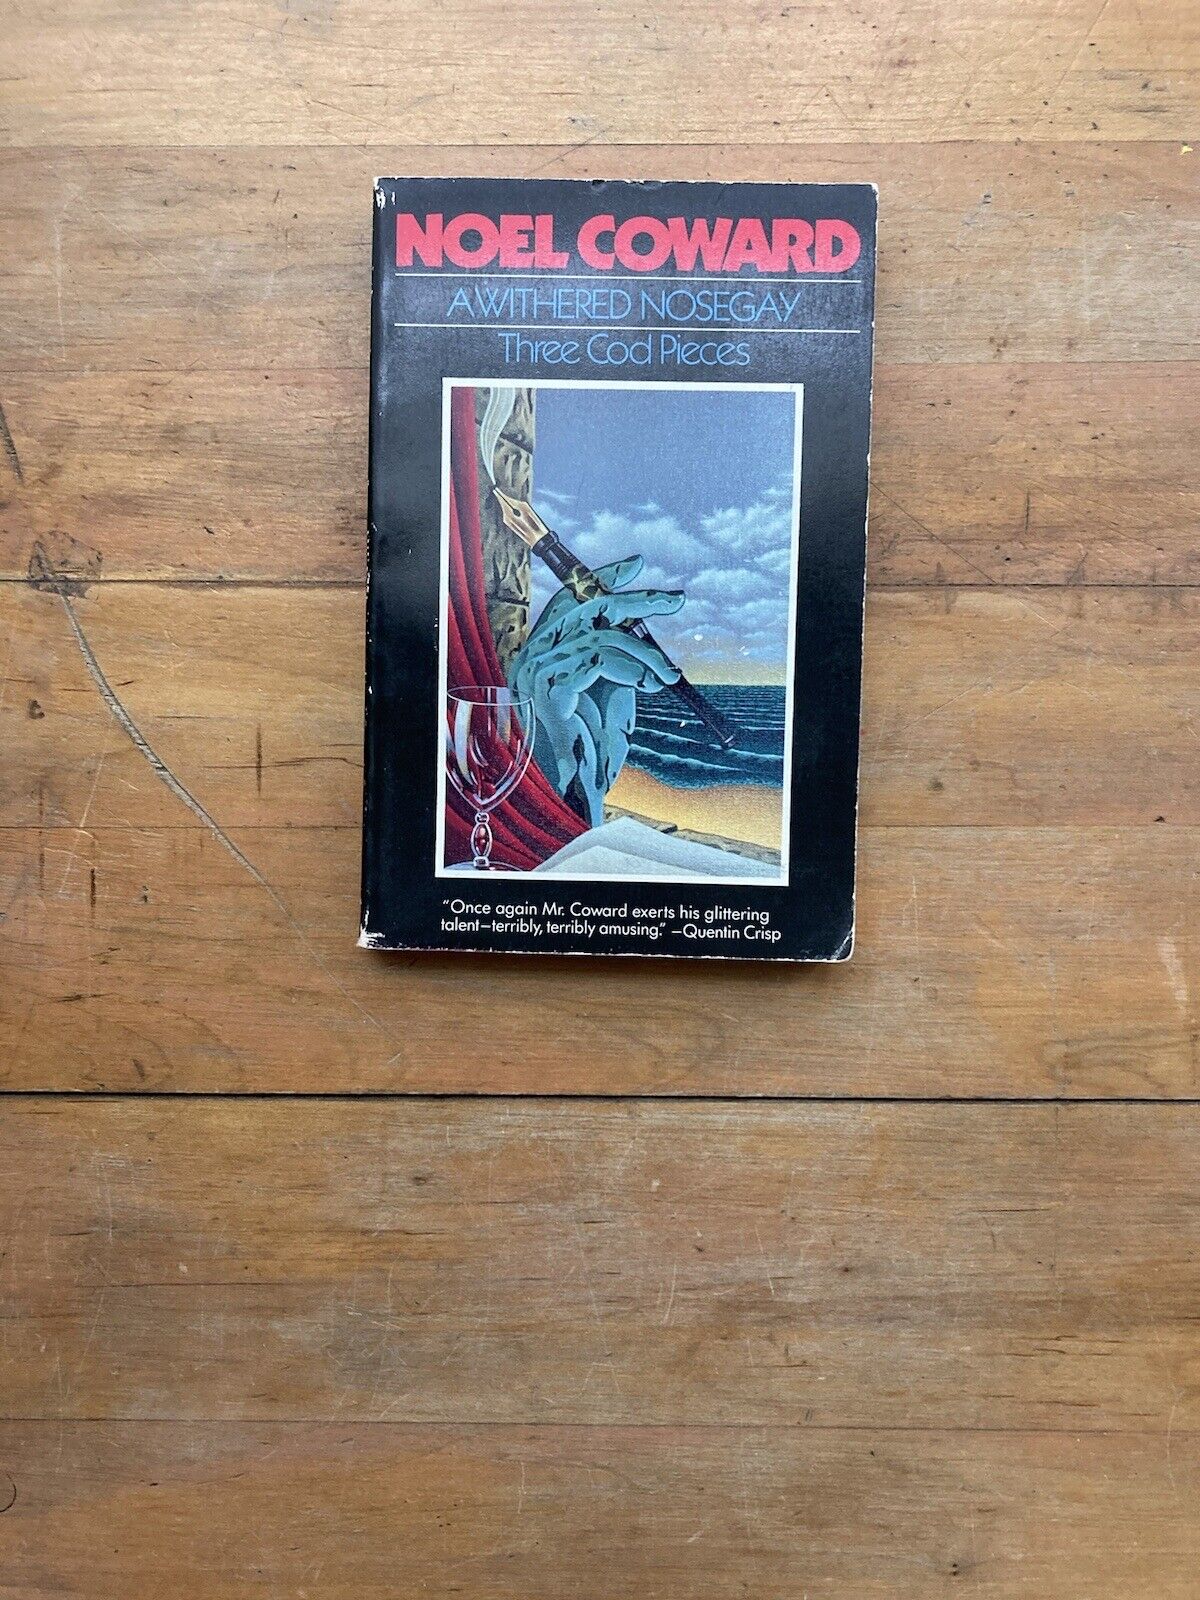 NOEL COWARD
A WITHERED NOSEGAY
Three Cod Pieces
"Once again Mr. Coward exerts his glittering
talent—terribly, terribly amusing." —Quentin Crisp